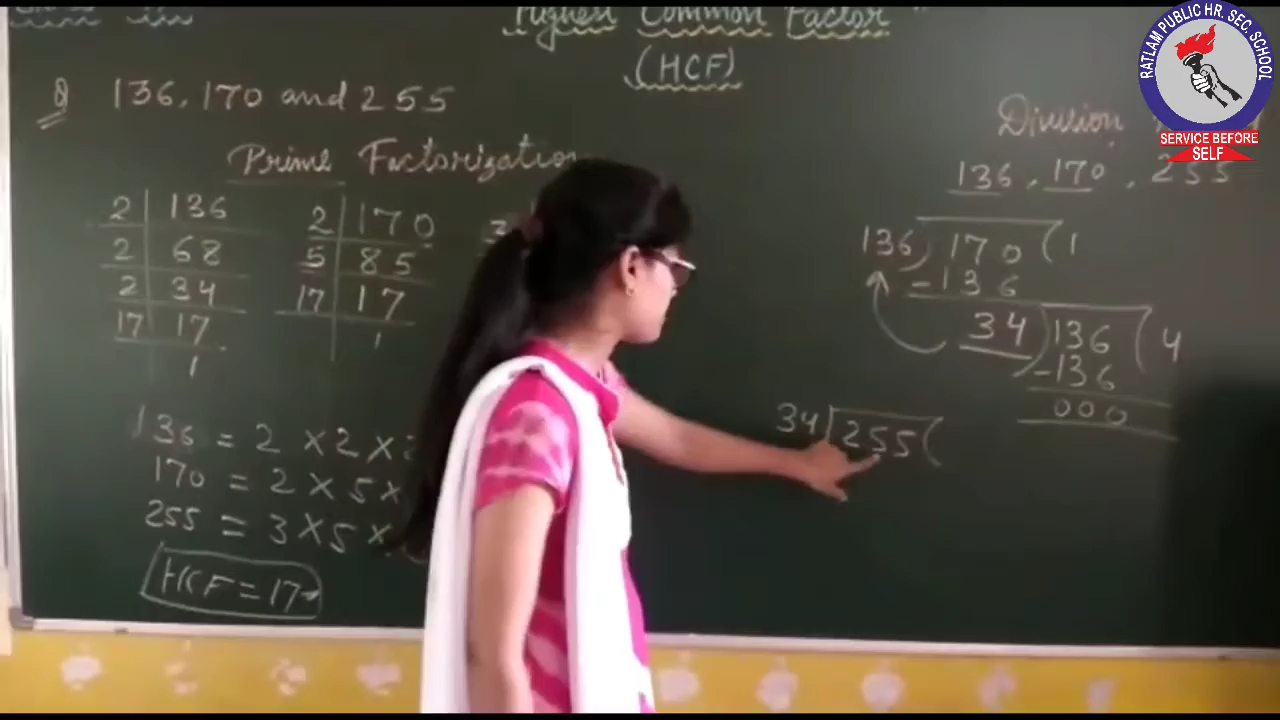 Highest Common Factor "
(HCF)
Q 136, 170 and 255
Prime Factorization
2 136
2 68
2 34
17 17
1
2 170
5 85
17 17
1
3
136 = 2 × 2 ×
170 = 2 × 5 ×
255 = 3 × 5 ×
HCF = 17
Division
136, 170, 255
136) 170 (1
-136
34) 136 (4
-136
000
34) 255 (
RATLAM PUBLIC HR. SEC. SCHOOL
SERVICE BEFORE
SELF